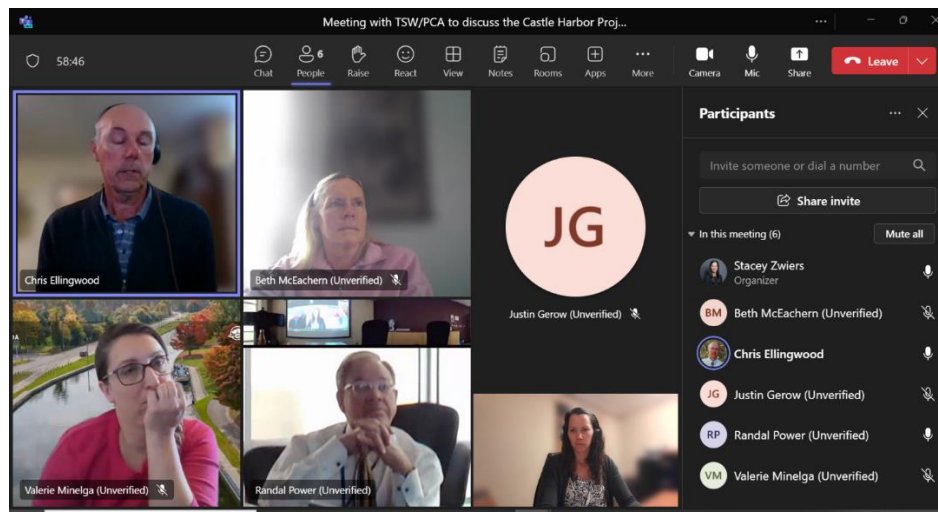 Meeting with TSW/PCA to discuss the Castle Harbor Proj...
58:46
Chat
6
People
Raise
React
View
Notes
Rooms
Apps
More
Camera
Mic
Share
Leave
Participants
Invite someone or dial a number
Share invite
In this meeting (6)
Mute all
Stacey Zwiers
Organizer
BM
Beth McEachern (Unverified)
Chris Ellingwood
JG
Justin Gerow (Unverified)
RP
Randal Power (Unverified)
VM
Valerie Minelga (Unverified)
Chris Ellingwood
Beth McEachern (Unverified)
JG
Justin Gerow (Unverified)
Valerie Minelga (Unverified)
Randal Power (Unverified)